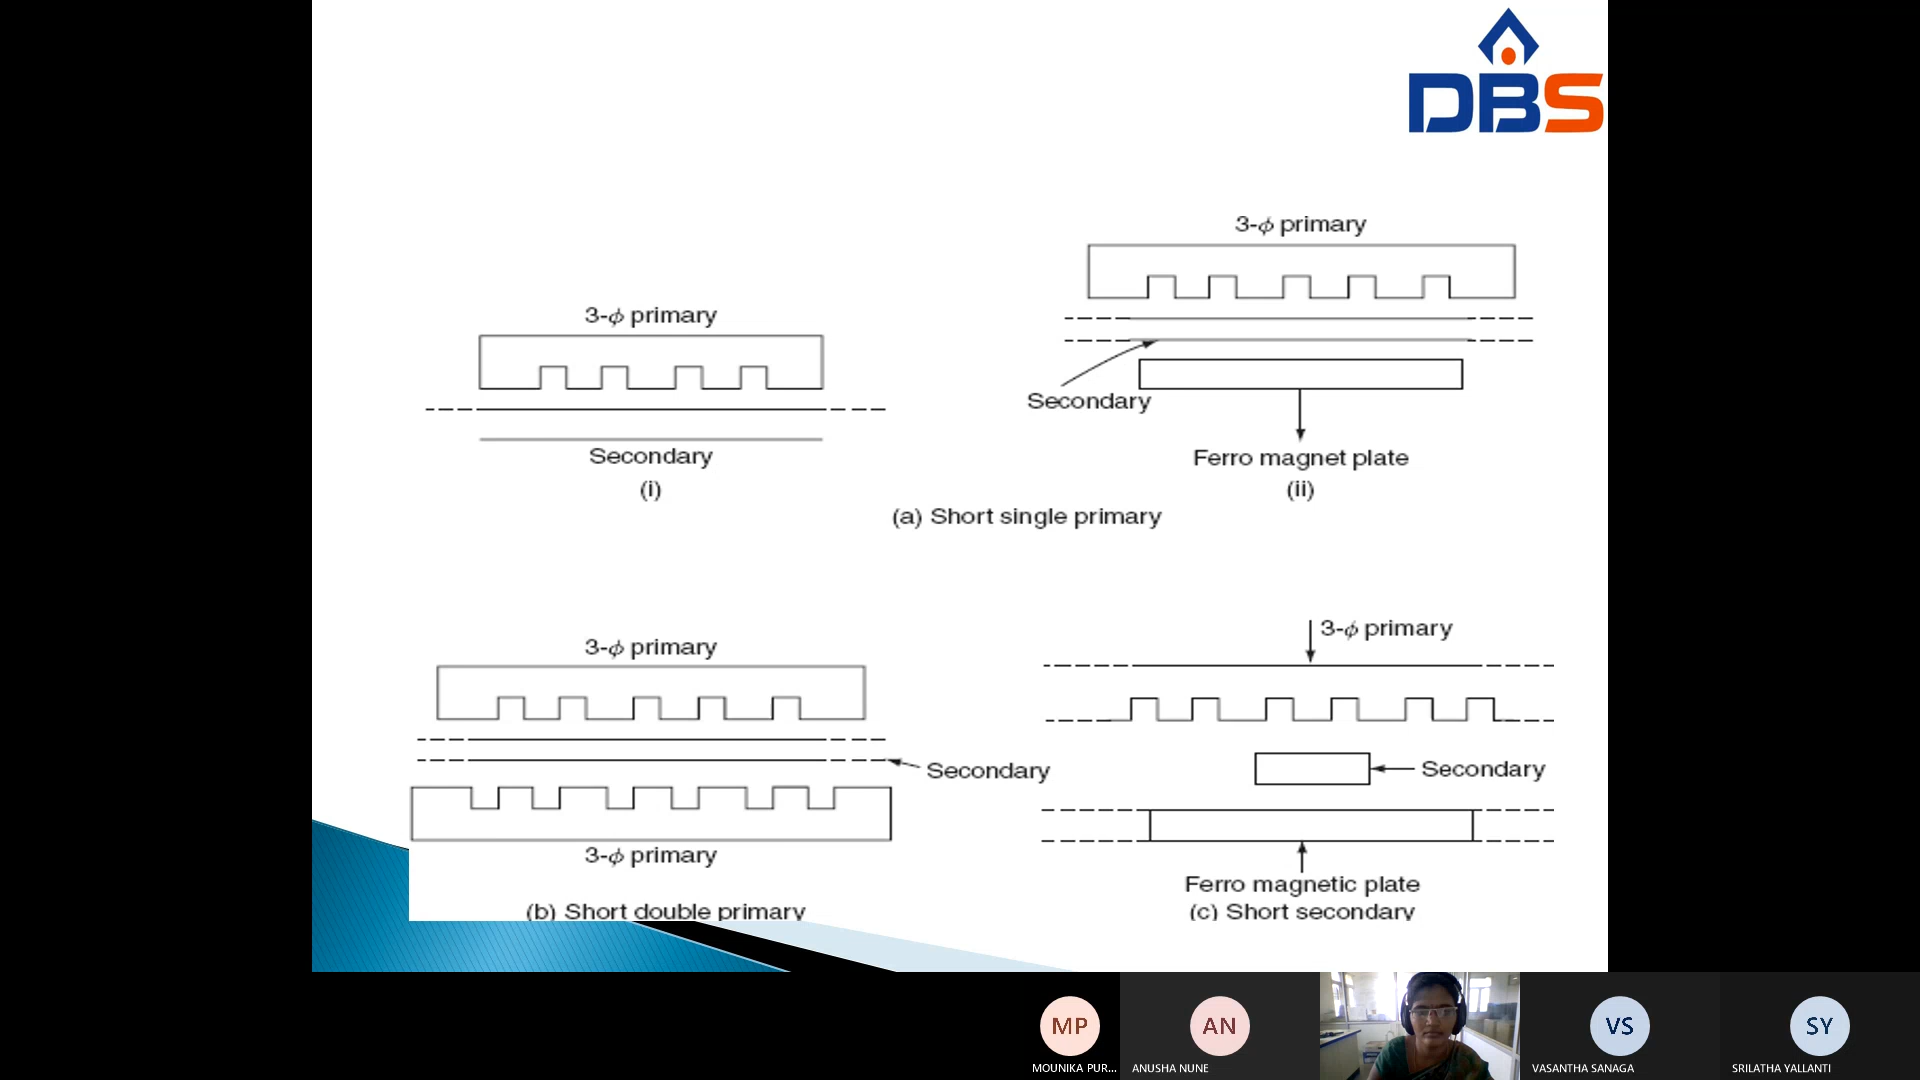 DBS
3-ϕ primary
Secondary
(i)
3-ϕ primary
Secondary
Ferro magnet plate
(ii)
(a) Short single primary
3-ϕ primary
Secondary
3-ϕ primary
(b) Short double primary
3-ϕ primary
Secondary
Ferro magnetic plate
(c) Short secondary
MP
MOUNIKA PUR...
AN
ANUSHA NUNE
VS
VASANTHA SANAGA
SY
SRILATHA YALLANTI